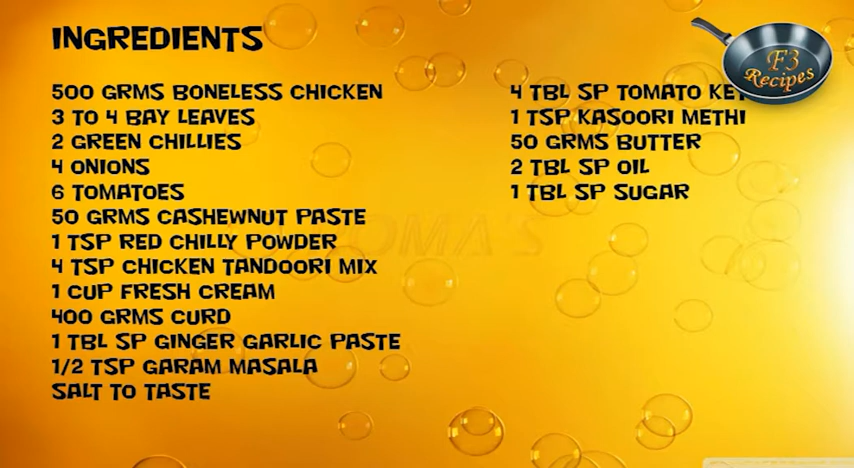 INGREDIENTS
500 GRMS BONELESS CHICKEN
3 TO 4 BAY LEAVES
2 GREEN CHILLIES
4 ONIONS
6 TOMATOES
50 GRMS CASHEWNUT PASTE
1 TSP RED CHILLY POWDER
4 TSP CHICKEN TANDOORI MIX
1 CUP FRESH CREAM
400 GRMS CURD
1 TBL SP GINGER GARLIC PASTE
1/2 TSP GARAM MASALA
SALT TO TASTE
4 TBL SP TOMATO
1 TSP KASOORI METHI
50 GRMS BUTTER
2 TBL SP OIL
1 TBL SP SUGAR
F3
Recipes